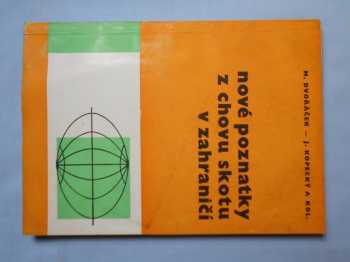 M. DVOŘÁČEK – J. KOPECKÝ A KOL.
nové poznatky
z chovu skotu
v zahraničí